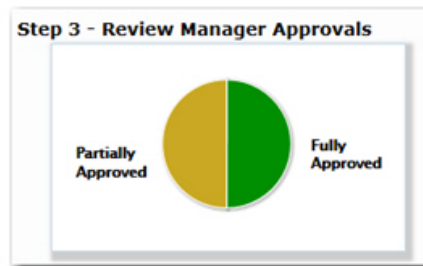 Step 3 - Review Manager Approvals
Partially
Approved
Fully
Approved